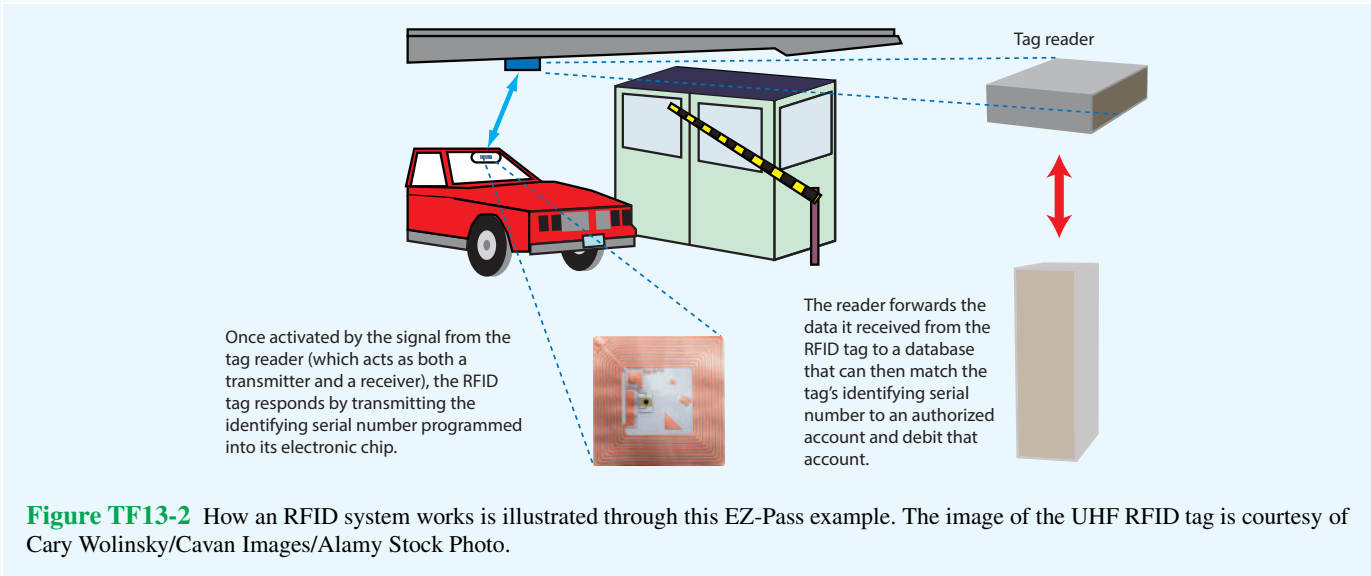 Tag reader
Once activated by the signal from the
tag reader (which acts as both a
transmitter and a receiver), the RFID
tag responds by transmitting the
identifying serial number programmed
into its electronic chip.
The reader forwards the
data it received from the
RFID tag to a database
that can then match the
tag's identifying serial
number to an authorized
account and debit that
account.
Figure TF13-2 How an RFID system works is illustrated through this EZ-Pass example. The image of the UHF RFID tag is courtesy of
Cary Wolinsky/Cavan Images/Alamy Stock Photo.